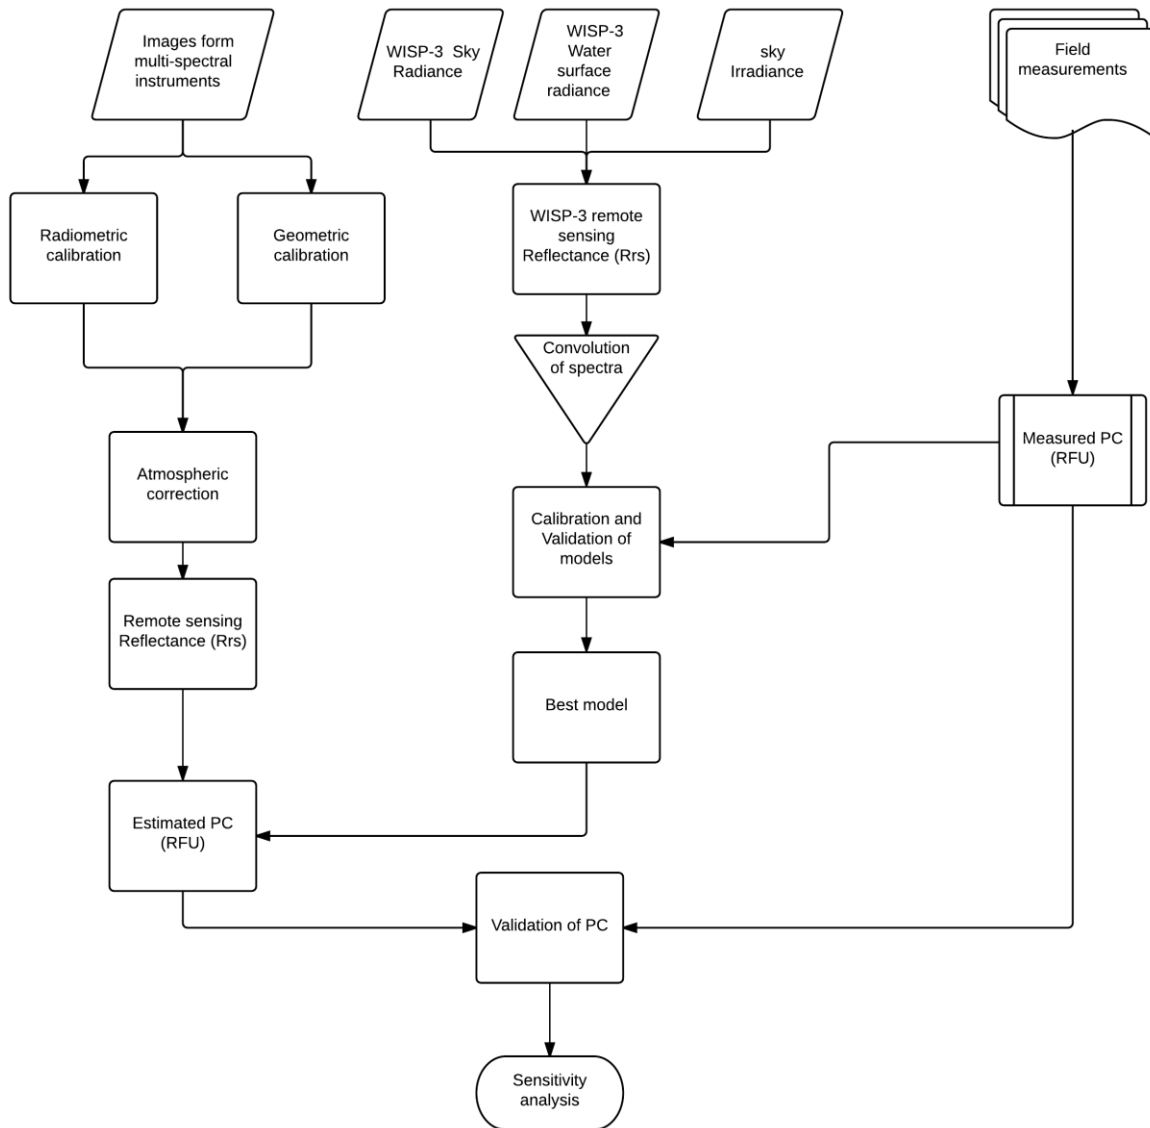 Images form
multi-spectral
instruments
WISP-3 Sky
Radiance
WISP-3
Water
surface
radiance
sky
Irradiance
Field
measurements
Radiometric
calibration
Geometric
calibration
WISP-3 remote
sensing
Reflectance (Rrs)
Convolution
of spectra
Measured PC
(RFU)
Atmospheric
correction
Calibration and
Validation of
models
Remote sensing
Reflectance (Rrs)
Best model
Estimated PC
(RFU)
Validation of PC
Sensitivity
analysis